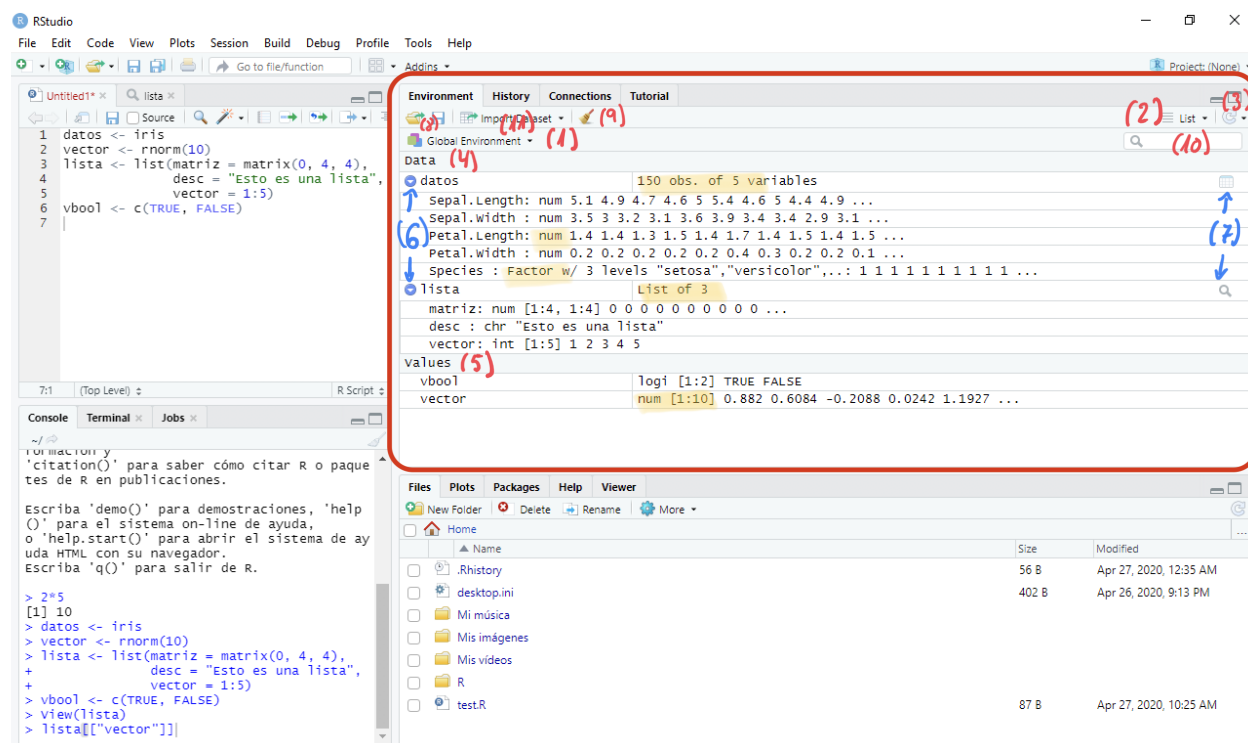 RStudio
File Edit Code View Plots Session Build Debug Profile Tools Help
Go to file/function Addins Project: (None)
Untitled1* lista
Source
1 datos <- iris
2 vector <- rnorm(10)
3 lista <- list(matriz = matrix(0, 4, 4),
4 desc = "Esto es una lista",
5 vector = 1:5)
6 vbool <- c(TRUE, FALSE)
7
7:1 (Top Level) R Script
Console Terminal Jobs
~/
formacion y
'citation()' para saber cómo citar R o paque
tes de R en publicaciones.
Escriba 'demo()' para demostraciones, 'help
()' para el sistema on-line de ayuda,
o 'help.start()' para abrir el sistema de ay
uda HTML con su navegador.
Escriba 'q()' para salir de R.
> 2*5
[1] 10
> datos <- iris
> vector <- rnorm(10)
> lista <- list(matriz = matrix(0, 4, 4),
+ desc = "Esto es una lista",
+ vector = 1:5)
> vbool <- c(TRUE, FALSE)
> View(lista)
> lista[["vector"]]
Environment History Connections Tutorial
(8) Import Dataset (11) (9) (2) List (3)
Global Environment (1) (10)
Data (4)
datos 150 obs. of 5 variables
Sepal.Length: num 5.1 4.9 4.7 4.6 5 5.4 4.6 5 4.4 4.9 ...
Sepal.Width : num 3.5 3 3.2 3.1 3.6 3.9 3.4 3.4 2.9 3.1 ...
(6) Petal.Length: num 1.4 1.4 1.3 1.5 1.4 1.7 1.4 1.5 1.4 1.5 ... (7)
Petal.Width : num 0.2 0.2 0.2 0.2 0.2 0.4 0.3 0.2 0.2 0.1 ...
Species : Factor w/ 3 levels "setosa","versicolor",..: 1 1 1 1 1 1 1 1 1 1 ...
lista List of 3
matriz: num [1:4, 1:4] 0 0 0 0 0 0 0 0 0 0 ...
desc : chr "Esto es una lista"
vector: int [1:5] 1 2 3 4 5
Values (5)
vbool logi [1:2] TRUE FALSE
vector num [1:10] 0.882 0.6084 -0.2088 0.0242 1.1927 ...
Files Plots Packages Help Viewer
New Folder Delete Rename More
Home ...
Name Size Modified
.Rhistory 56 B Apr 27, 2020, 12:35 AM
desktop.ini 402 B Apr 26, 2020, 9:13 PM
Mi música
Mis imágenes
Mis vídeos
R
test.R 87 B Apr 27, 2020, 10:25 AM